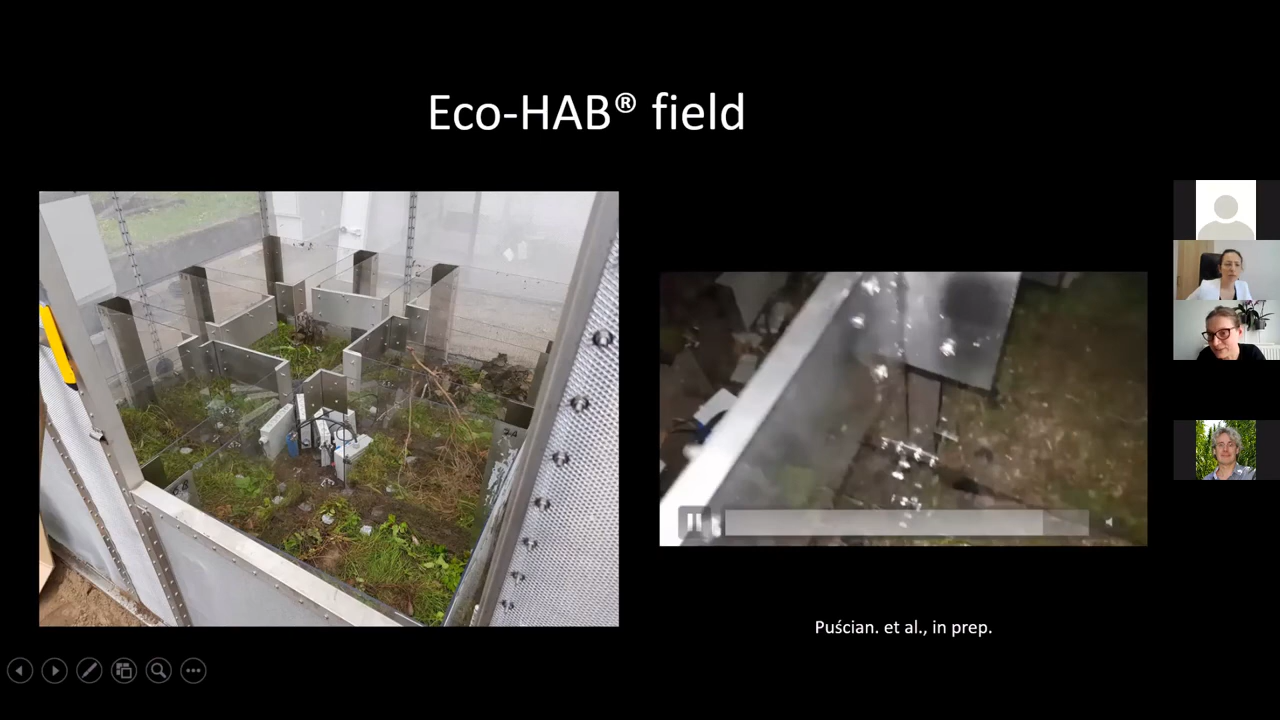 Eco-HAB® field
Puścian. et al., in prep.